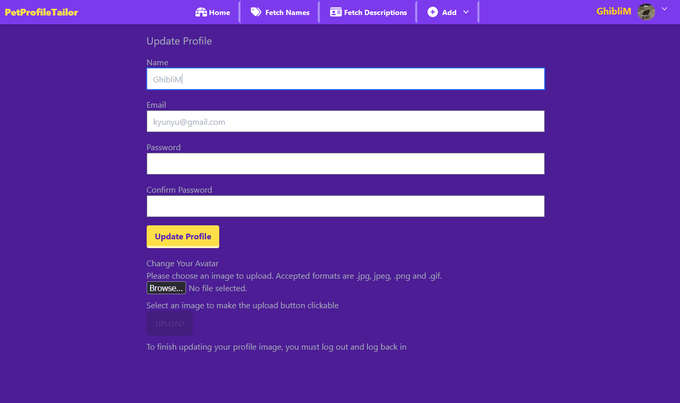 PetProfileTailor
Home
Fetch Names
Fetch Descriptions
Add
GhibliM
Update Profile
Name
GhibliM
Email
kyunyu@gmail.com
Password
Confirm Password
Update Profile
Change Your Avatar
Please choose an image to upload. Accepted formats are .jpg, jpeg, .png and .gif.
Browse... No file selected.
Select an image to make the upload button clickable
UPLOAD
To finish updating your profile image, you must log out and log back in